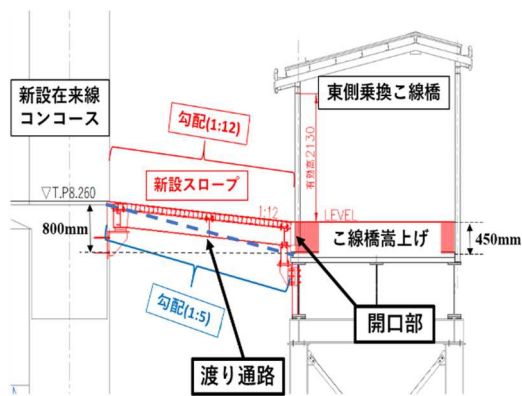 新設在来線
コンコース
勾配(1:12)
東側乗換こ線橋
有効高2130
新設スロープ
▽T.P8.260
1:12
LEVEL
800mm
こ線橋嵩上げ
450mm
勾配(1:5)
開口部
渡り通路